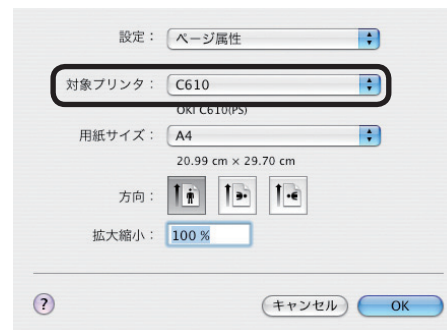 設定： ページ属性
対象プリンタ： C610
OKI C610(PS)
用紙サイズ： A4
20.99 cm × 29.70 cm
方向：
拡大縮小： 100 %
? キャンセル OK